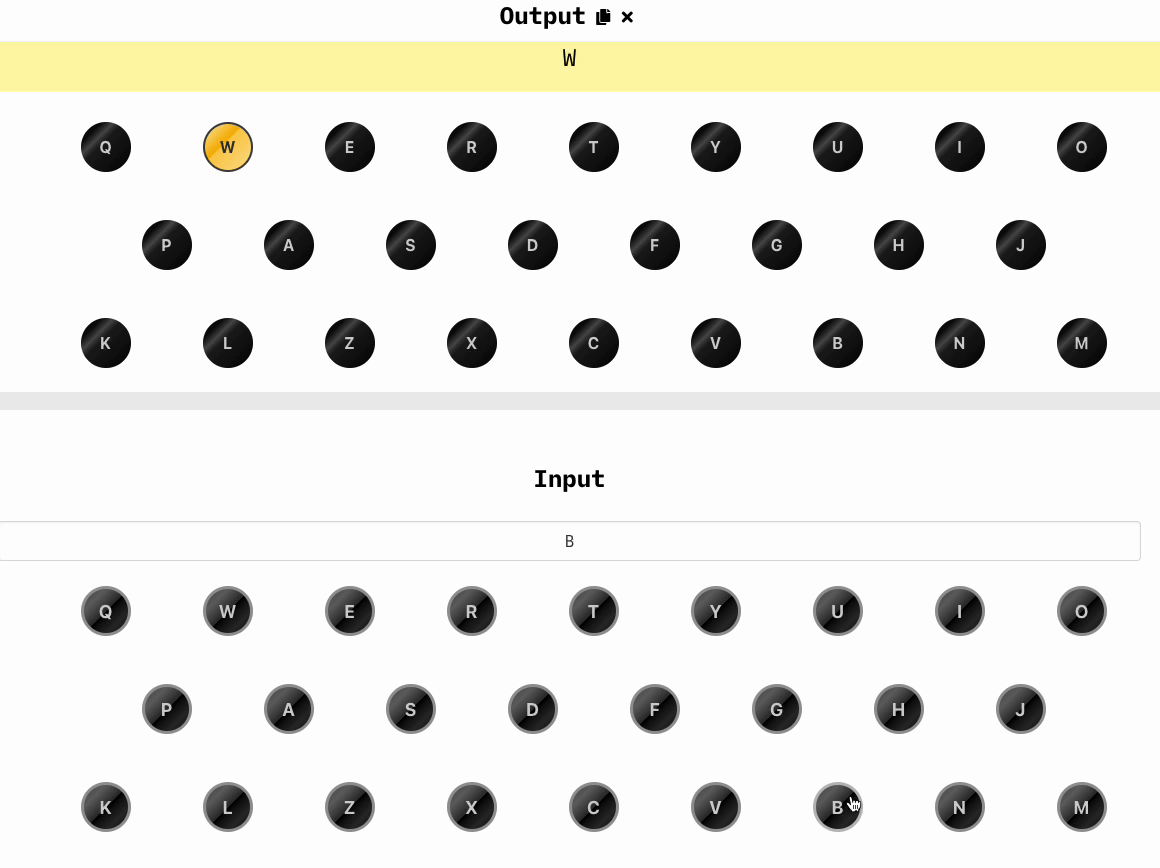 Output
W
Q W E R T Y U I O
P A S D F G H J
K L Z X C V B N M
Input
B
Q W E R T Y U I O
P A S D F G H J
K L Z X C V B N M